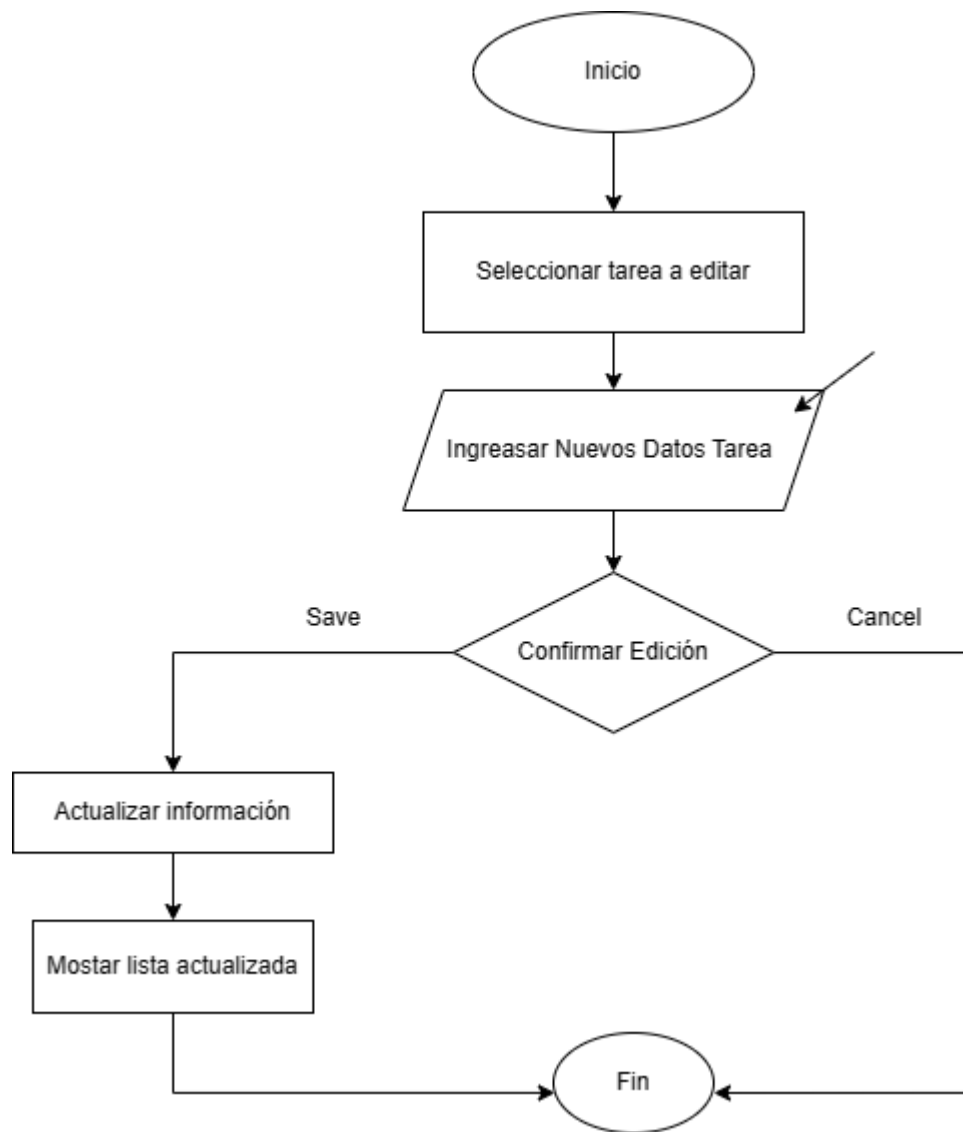 Inicio
Seleccionar tarea a editar
Ingreasar Nuevos Datos Tarea
Save
Confirmar Edición
Cancel
Actualizar información
Mostar lista actualizada
Fin